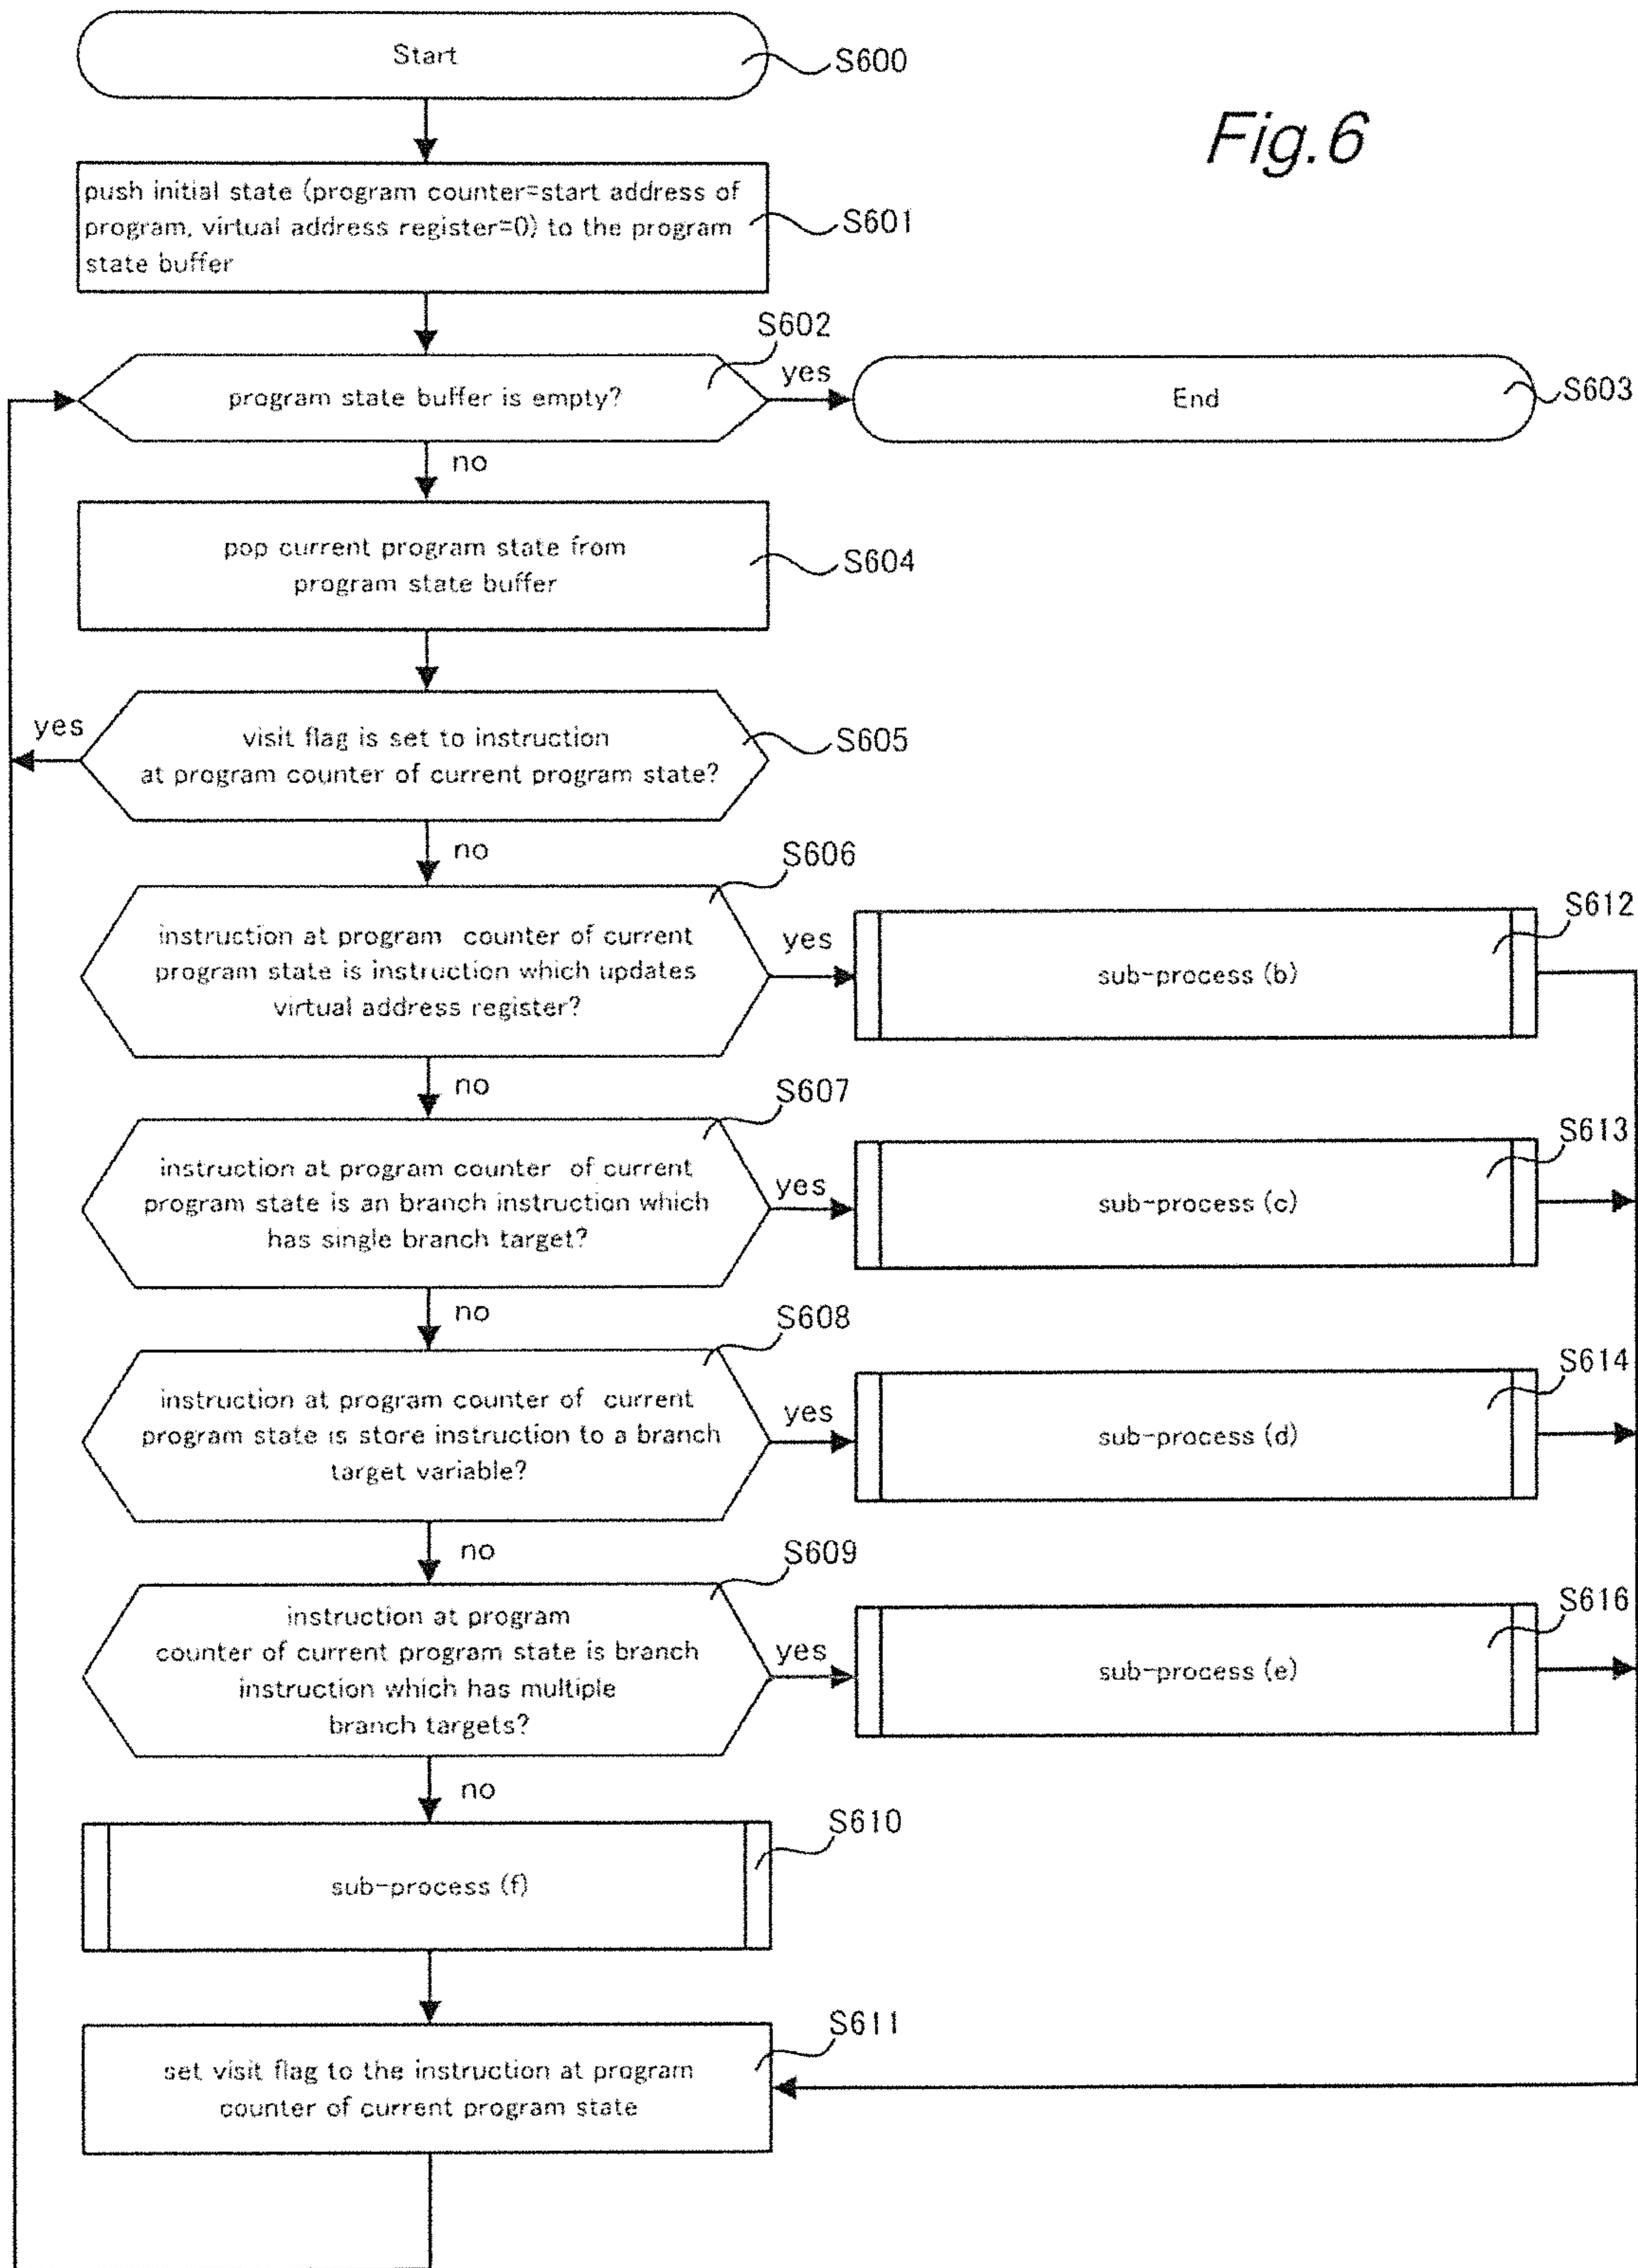 Start
S600
Fig.6
push initial state (program counter=start address of
program, virtual address register=0) to the program
state buffer
S601
S602
program state buffer is empty?
yes
End
S603
no
pop current program state from
program state buffer
S604
yes
visit flag is set to instruction
at program counter of current program state?
S605
no
S606
instruction at program counter of current
program state is instruction which updates
virtual address register?
yes
S612
sub-process (b)
no
S607
instruction at program counter of current
program state is an branch instruction which
has single branch target?
yes
S613
sub-process (c)
no
S608
instruction at program counter of current
program state is store instruction to a branch
target variable?
yes
S614
sub-process (d)
no
S609
instruction at program
counter of current program state is branch
instruction which has multiple
branch targets?
yes
S616
sub-process (e)
no
S610
sub-process (f)
S611
set visit flag to the instruction at program
counter of current program state